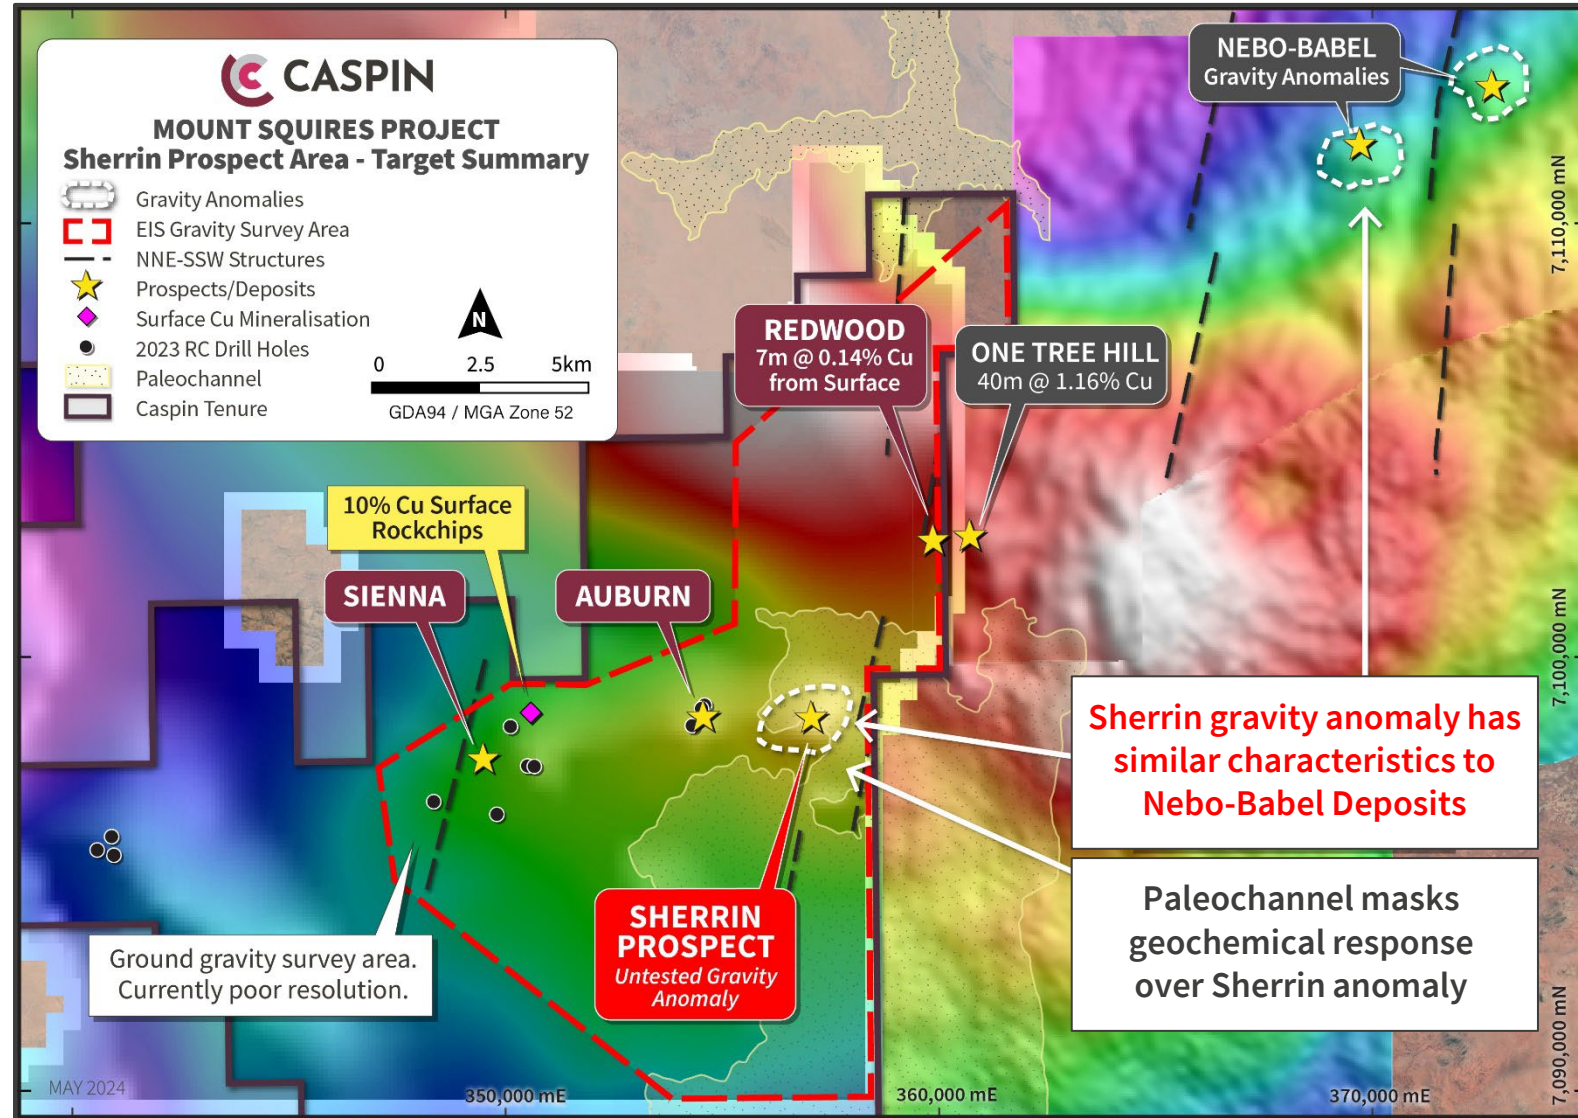 CASPIN
MOUNT SQUIRES PROJECT
Sherrin Prospect Area - Target Summary
Gravity Anomalies
EIS Gravity Survey Area
NNE-SSW Structures
Prospects/Deposits
Surface Cu Mineralisation
2023 RC Drill Holes
Paleochannel
Caspin Tenure
N
0 2.5 5km
GDA94 / MGA Zone 52
NEBO-BABEL
Gravity Anomalies
7,110,000 mN
REDWOOD
7m @ 0.14% Cu
from Surface
ONE TREE HILL
40m @ 1.16% Cu
10% Cu Surface
Rockchips
SIENNA
AUBURN
7,100,000 mN
Sherrin gravity anomaly has
similar characteristics to
Nebo-Babel Deposits
Paleochannel masks
geochemical response
over Sherrin anomaly
SHERRIN
PROSPECT
Untested Gravity
Anomaly
Ground gravity survey area.
Currently poor resolution.
7,090,000 mN
MAY 2024
350,000 mE
360,000 mE
370,000 mE